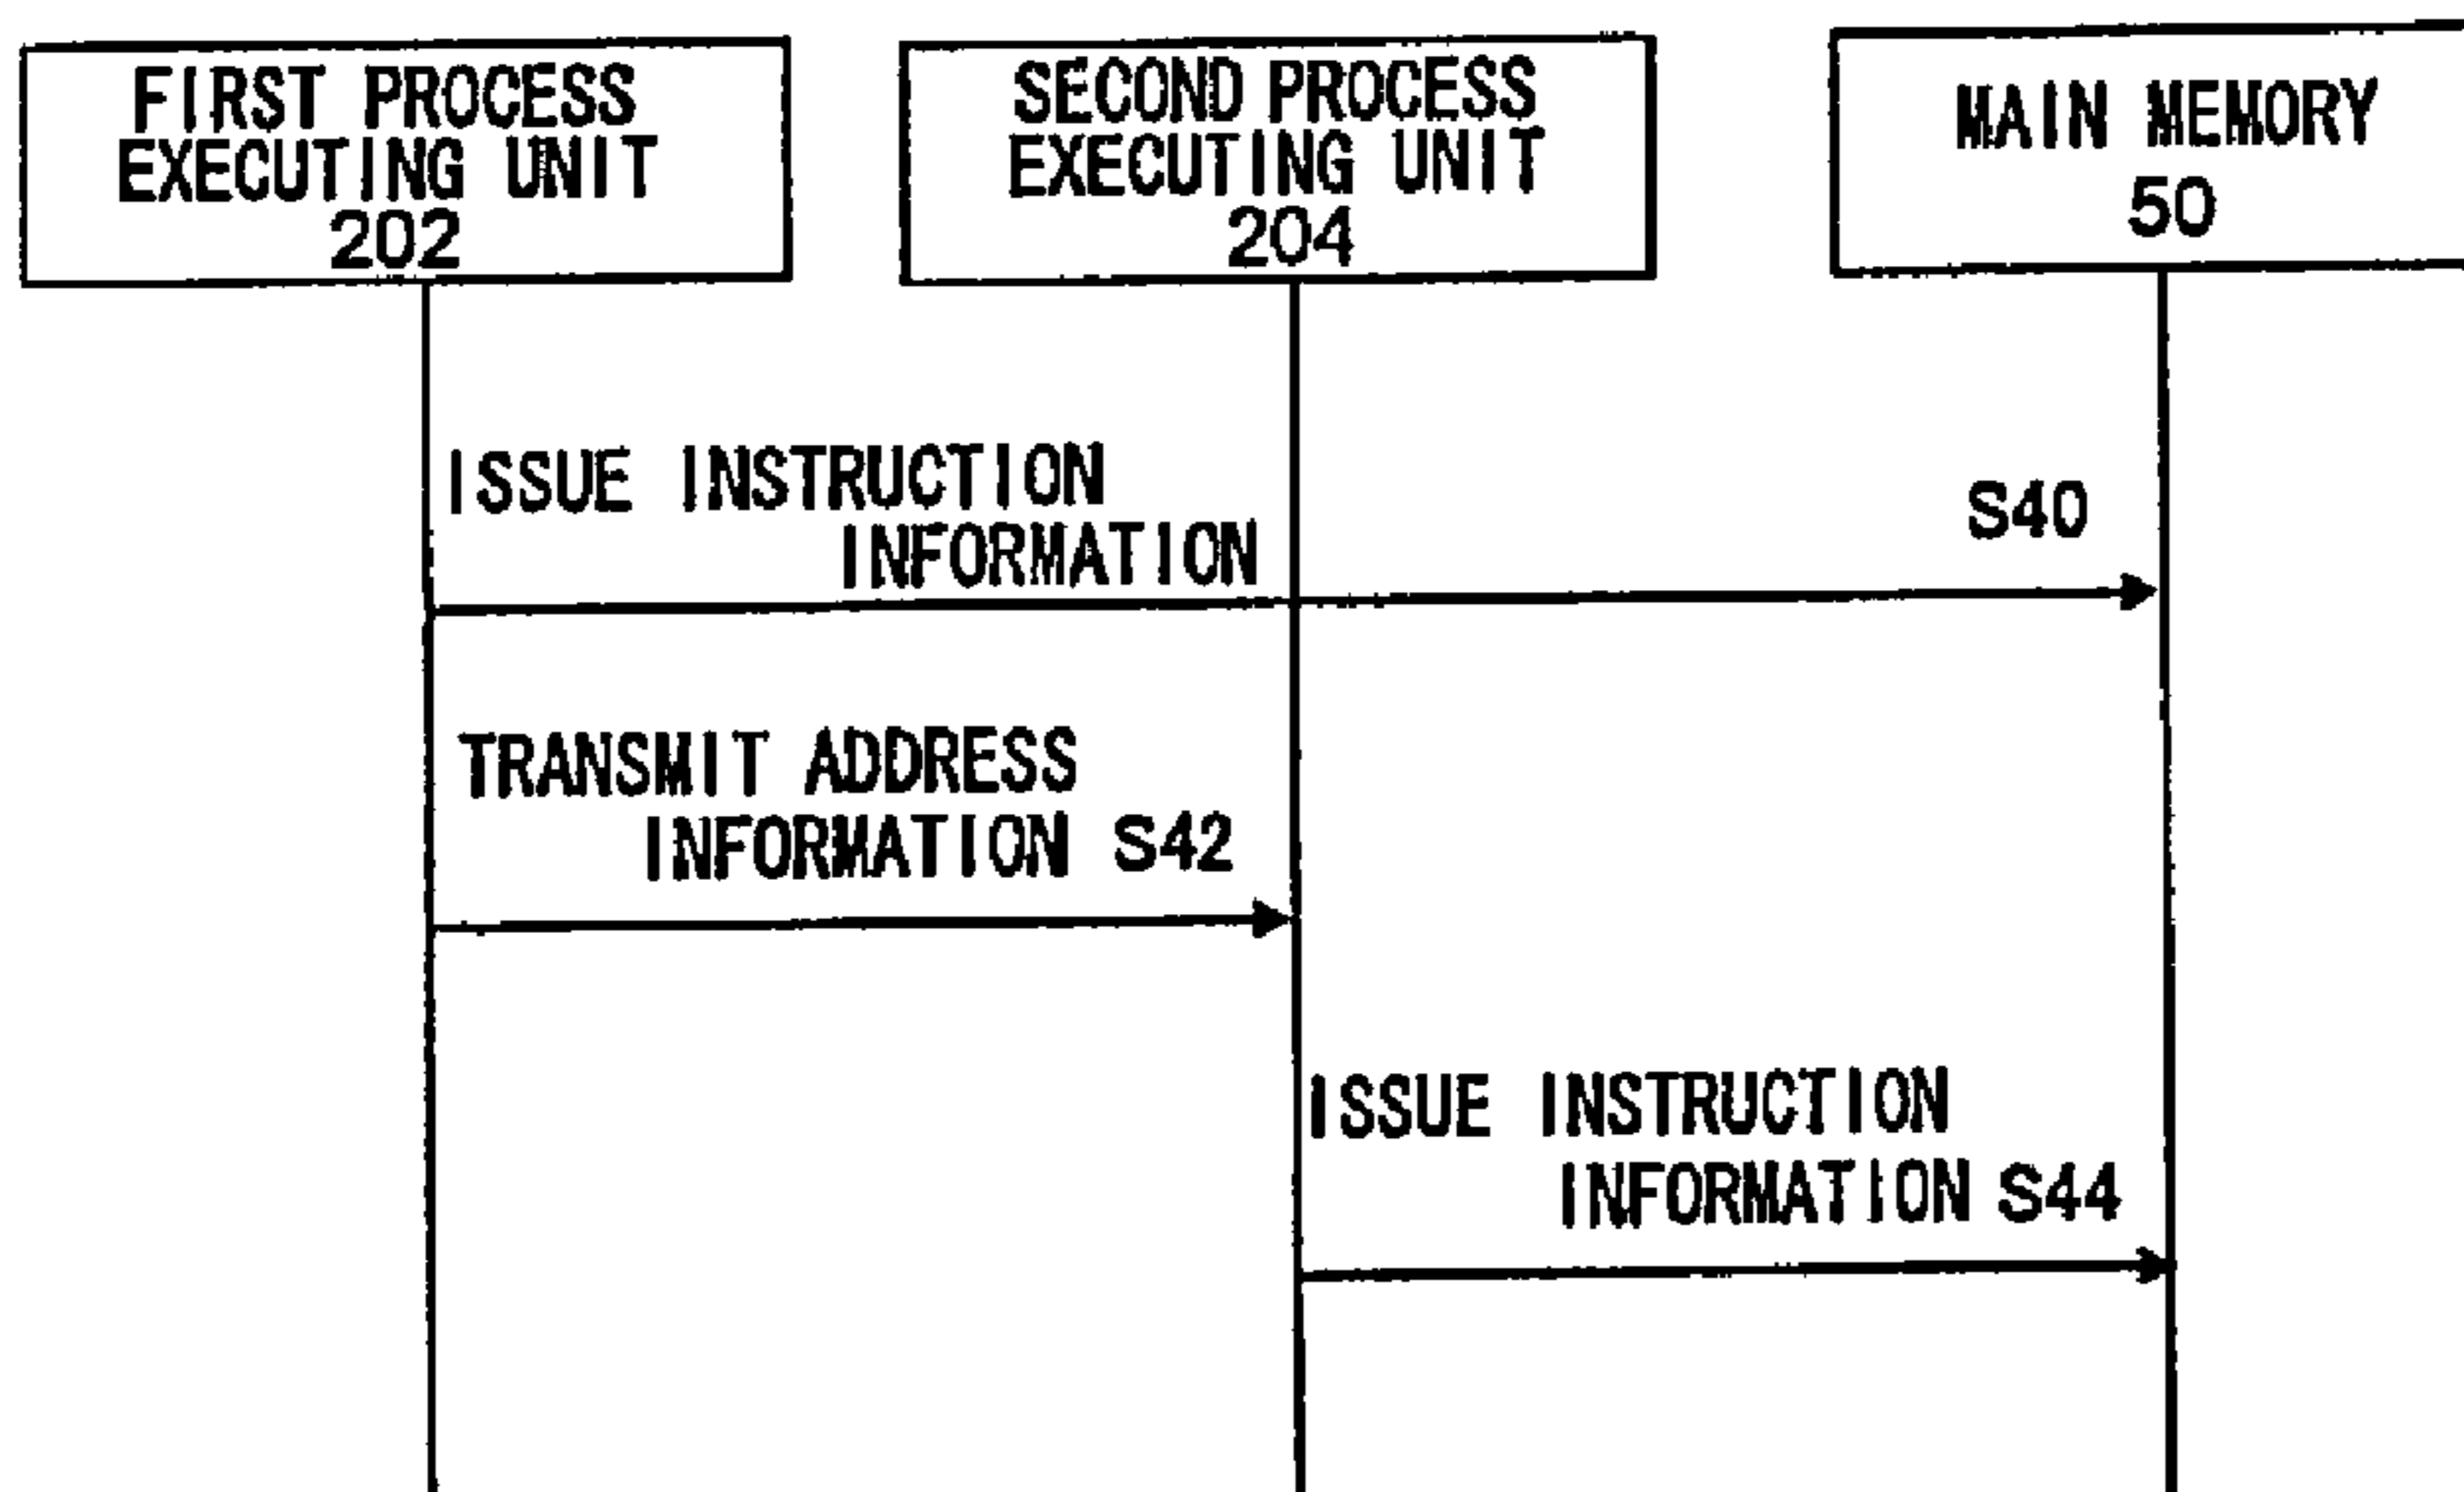 FIRST PROCESS
EXECUTING UNIT
202
SECOND PROCESS
EXECUTING UNIT
204
MAIN MEMORY
50
ISSUE INSTRUCTION
INFORMATION
S40
TRANSMIT ADDRESS
INFORMATION S42
ISSUE INSTRUCTION
INFORMATION S44